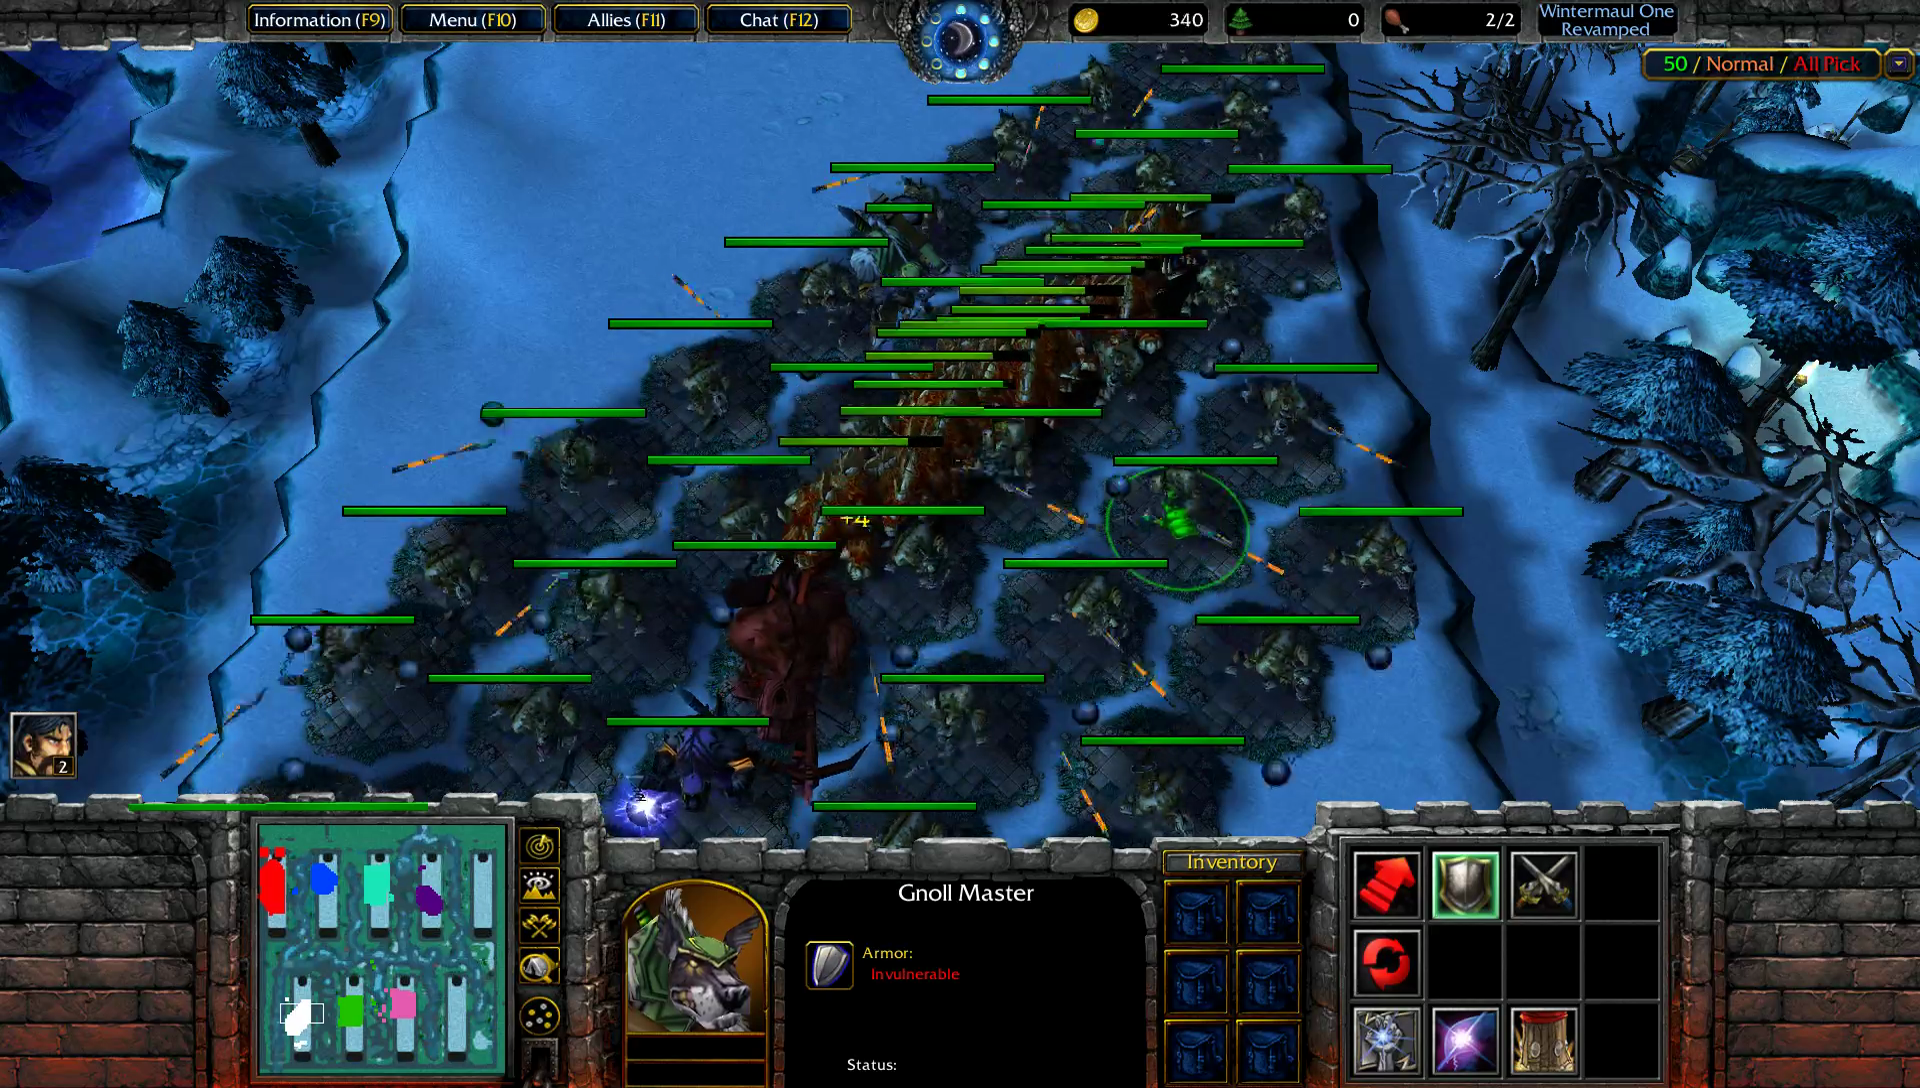 Information (F9)
Menu (F10)
Allies (F11)
Chat (F12)
340
0
2/2
Wintermaul One
Revamped
50 / Normal / All Pick
+4
2
Inventory
Gnoll Master
Armor:
Invulnerable
Status: